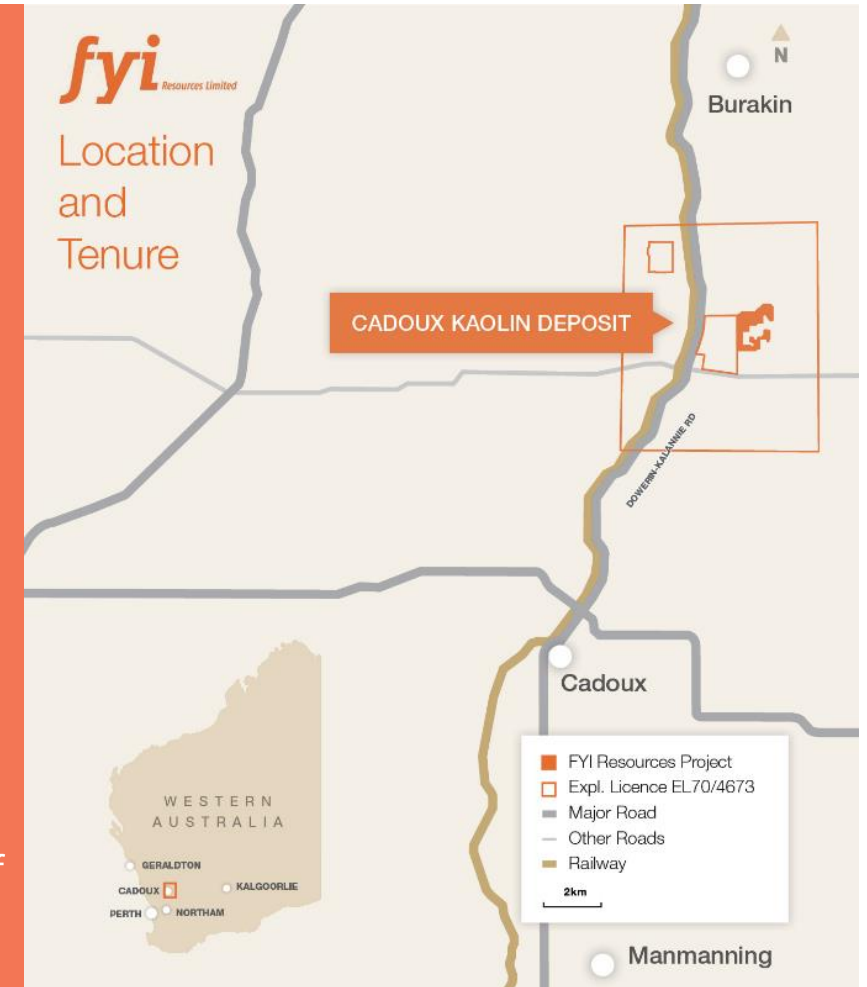 fyi
Resources Limited
Location
and
Tenure
N
Burakin
CADOUX KAOLIN DEPOSIT
DOWERIN-KALANNIE RD
Cadoux
FYI Resources Project
Expl. Licence EL70/4673
Major Road
Other Roads
Railway
2km
WESTERN
AUSTRALIA
GERALDTON
CADOUX
KALGOORLIE
PERTH
NORTHAM
Manmanning